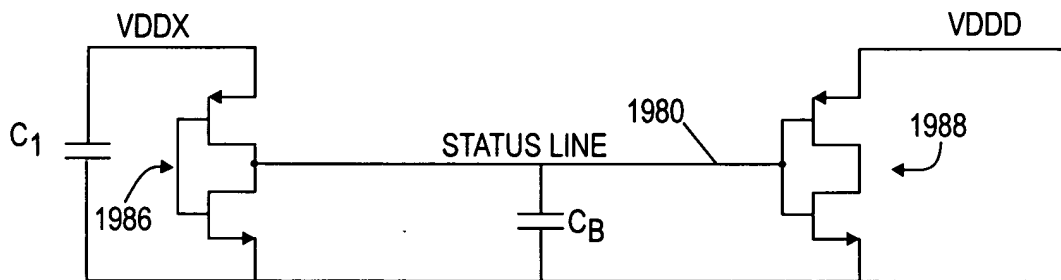 VDDX
VDDD
C1
1980
STATUS LINE
1988
1986
CB